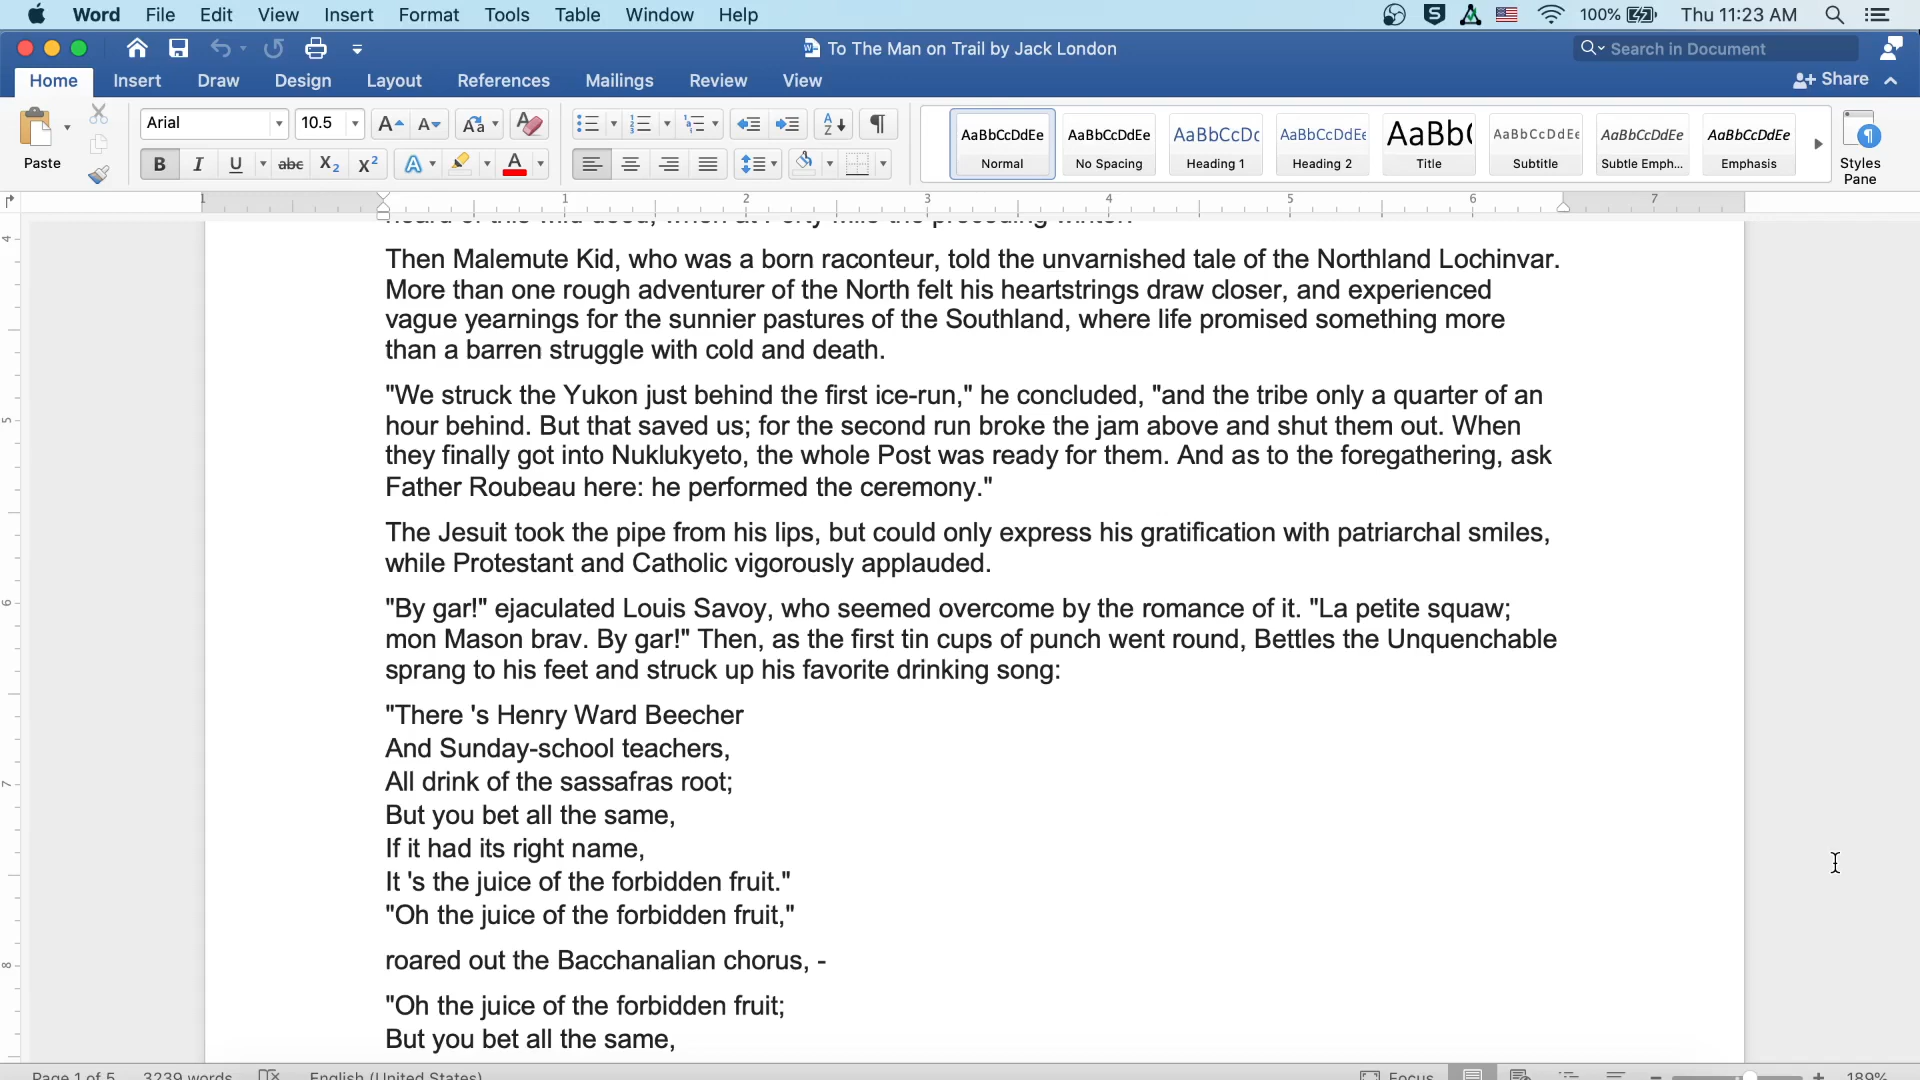 Word File Edit View Insert Format Tools Table Window Help 100% Thu 11:23 AM
To The Man on Trail by Jack London Search in Document
Home Insert Draw Design Layout References Mailings Review View Share
Paste Arial 10.5
AaBbCcDdEe AaBbCcDdEe AaBbCcDc AaBbCcDdEe AaBb( AaBbCcDdEe AaBbCcDdEe AaBbCcDdEe
Normal No Spacing Heading 1 Heading 2 Title Subtitle Subtle Emph... Emphasis Styles Pane
1 1 2 3 4 5 6 7
Then Malemute Kid, who was a born raconteur, told the unvarnished tale of the Northland Lochinvar.
More than one rough adventurer of the North felt his heartstrings draw closer, and experienced
vague yearnings for the sunnier pastures of the Southland, where life promised something more
than a barren struggle with cold and death.
"We struck the Yukon just behind the first ice-run," he concluded, "and the tribe only a quarter of an
hour behind. But that saved us; for the second run broke the jam above and shut them out. When
they finally got into Nuklukyeto, the whole Post was ready for them. And as to the foregathering, ask
Father Roubeau here: he performed the ceremony."
The Jesuit took the pipe from his lips, but could only express his gratification with patriarchal smiles,
while Protestant and Catholic vigorously applauded.
"By gar!" ejaculated Louis Savoy, who seemed overcome by the romance of it. "La petite squaw;
mon Mason brav. By gar!" Then, as the first tin cups of punch went round, Bettles the Unquenchable
sprang to his feet and struck up his favorite drinking song:
"There 's Henry Ward Beecher
And Sunday-school teachers,
All drink of the sassafras root;
But you bet all the same,
If it had its right name,
It 's the juice of the forbidden fruit."
"Oh the juice of the forbidden fruit,"
roared out the Bacchanalian chorus, -
"Oh the juice of the forbidden fruit;
But you bet all the same,
Page 1 of 5 3239 words English (United States) Focus 189%